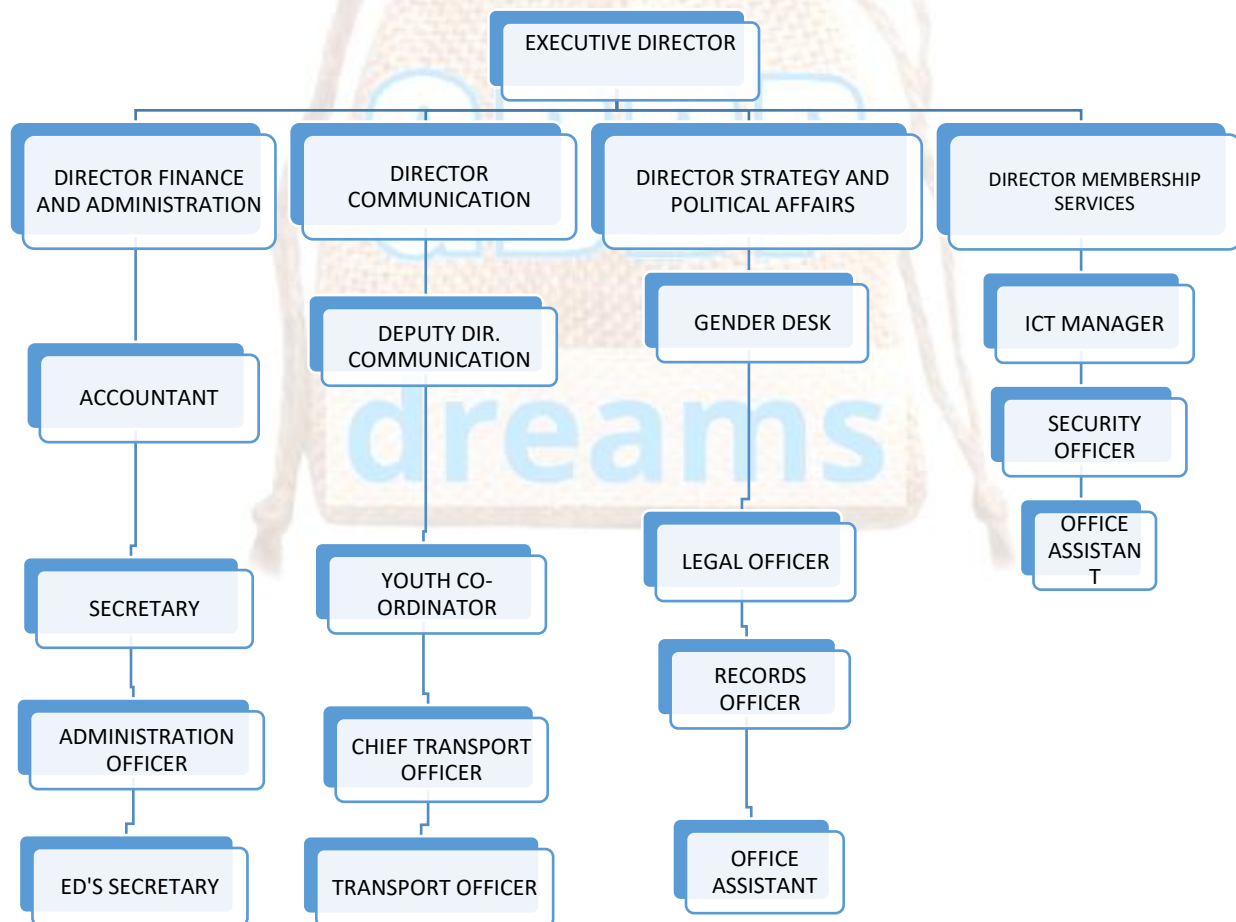 EXECUTIVE DIRECTOR
DIRECTOR FINANCE
AND ADMINISTRATION
ACCOUNTANT
SECRETARY
ADMINISTRATION
OFFICER
ED'S SECRETARY
DIRECTOR
COMMUNICATION
DEPUTY DIR.
COMMUNICATION
YOUTH CO-
ORDINATOR
CHIEF TRANSPORT
OFFICER
TRANSPORT OFFICER
DIRECTOR STRATEGY AND
POLITICAL AFFAIRS
GENDER DESK
LEGAL OFFICER
RECORDS
OFFICER
OFFICE
ASSISTANT
DIRECTOR MEMBERSHIP
SERVICES
ICT MANAGER
SECURITY
OFFICER
OFFICE
ASSISTAN
T
dreams